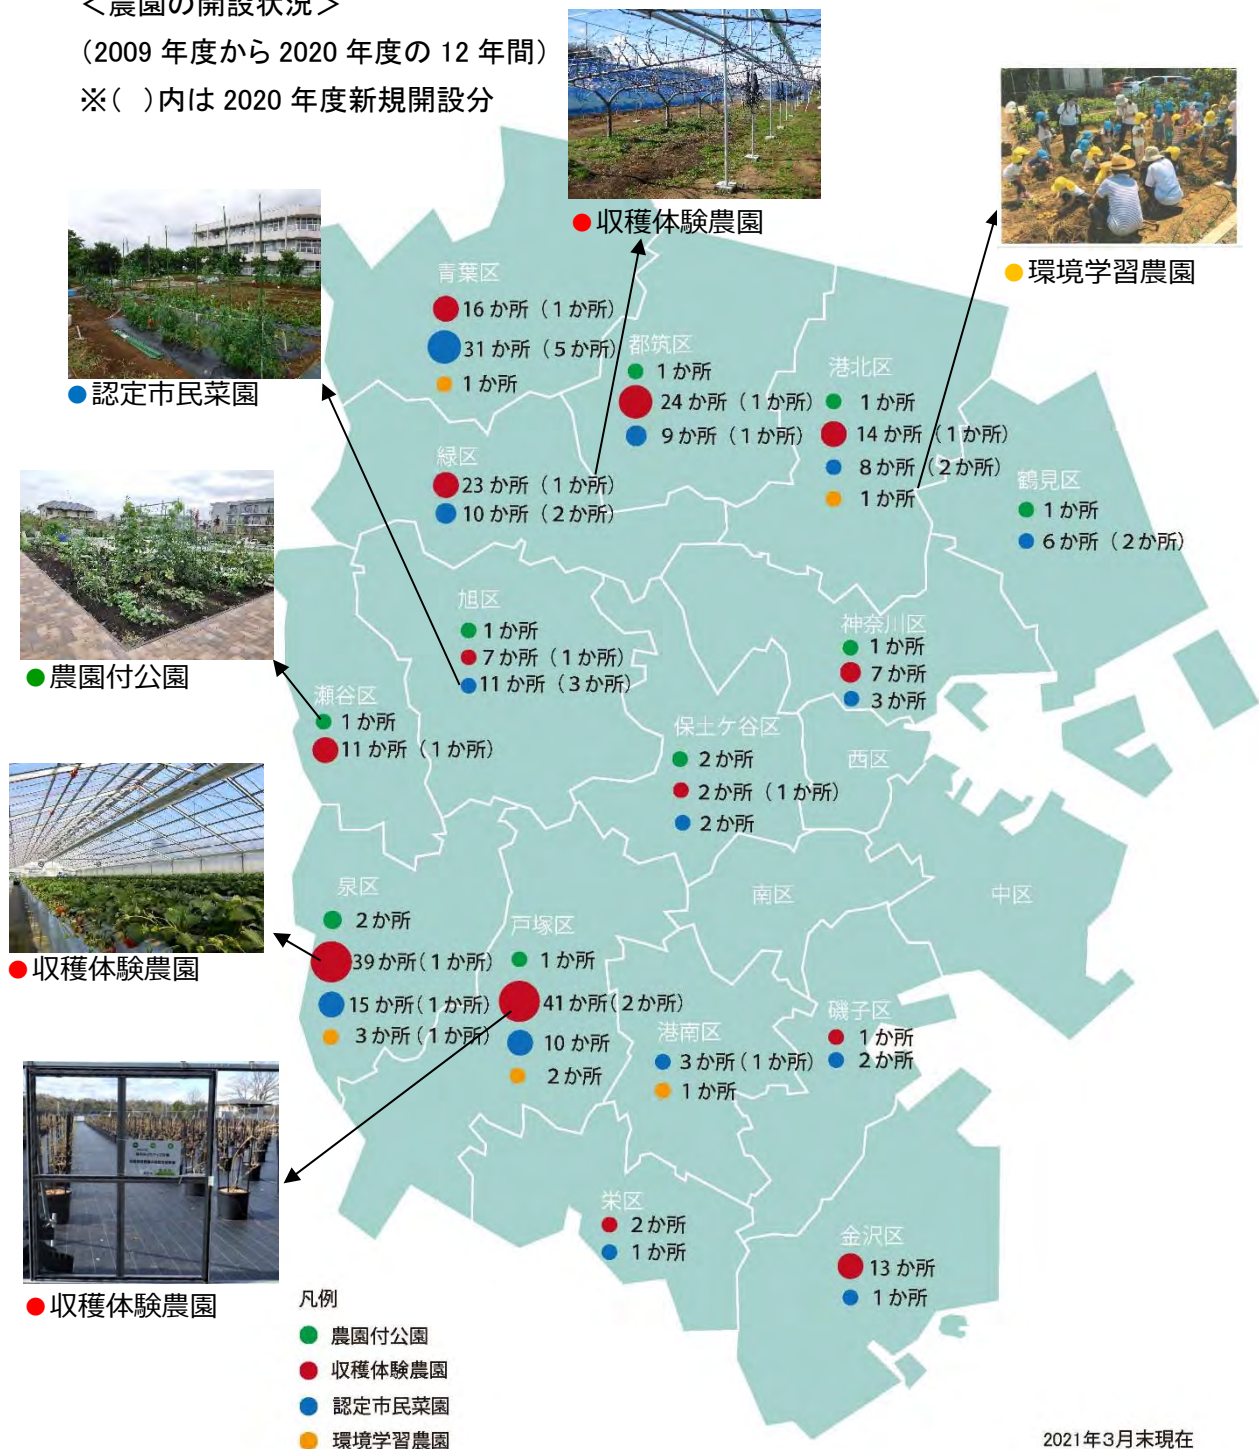 ＜農園の開設状況＞
(2009 年度から 2020 年度の 12 年間)
※( )内は 2020 年度新規開設分
収穫体験農園
環境学習農園
認定市民菜園
農園付公園
収穫体験農園
収穫体験農園
青葉区
16 か所（1 か所）
31 か所（5 か所）
1 か所
都筑区
1 か所
24 か所（1 か所）
9 か所（1 か所）
港北区
1 か所
14 か所（1 か所）
8 か所（2 か所）
1 か所
鶴見区
1 か所
6 か所（2 か所）
緑区
23 か所（1 か所）
10 か所（2 か所）
旭区
1 か所
7 か所（1 か所）
11 か所（3 か所）
神奈川区
1 か所
7 か所
3 か所
瀬谷区
1 か所
11 か所（1 か所）
保土ケ谷区
2 か所
2 か所（1 か所）
2 か所
西区
南区
中区
泉区
2 か所
39 か所（1 か所）
15 か所（1 か所）
3 か所（1 か所）
戸塚区
1 か所
41 か所（2 か所）
10 か所
2 か所
港南区
3 か所（1 か所）
1 か所
磯子区
1 か所
2 か所
栄区
2 か所
1 か所
金沢区
13 か所
1 か所
凡例
農園付公園
収穫体験農園
認定市民菜園
環境学習農園
2021年3月末現在